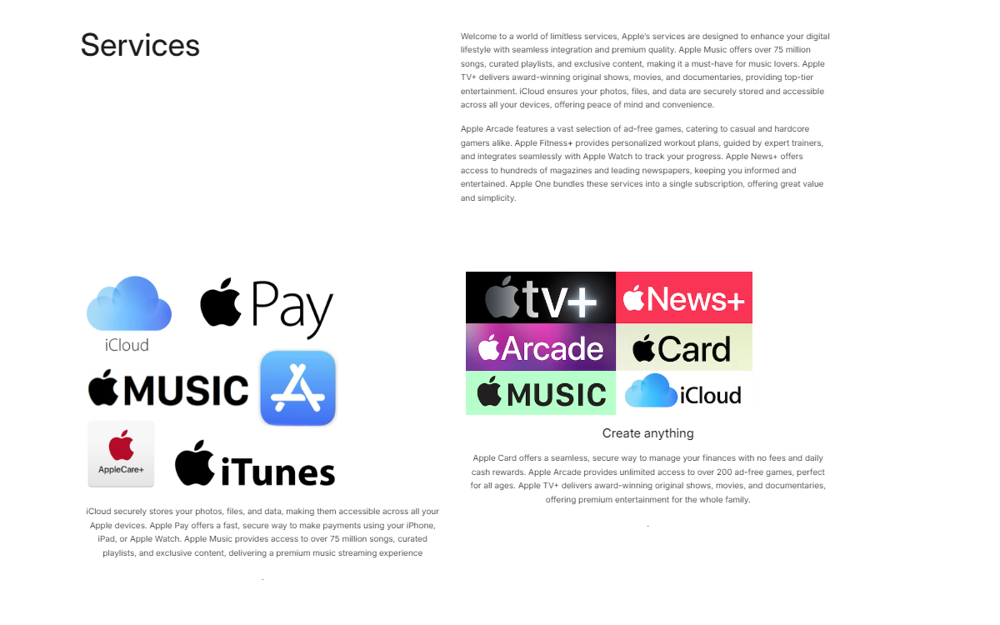 Services
Welcome to a world of limitless services, Apple's services are designed to enhance your digital
lifestyle with seamless integration and premium quality. Apple Music offers over 75 million
songs, curated playlists, and exclusive content, making it a must-have for music lovers. Apple
TV+ delivers award-winning original shows, movies, and documentaries, providing top-tier
entertainment. iCloud ensures your photos, files, and data are securely stored and accessible
across all your devices, offering peace of mind and convenience.
Apple Arcade features a vast selection of ad-free games, catering to casual and hardcore
gamers alike. Apple Fitness+ provides personalized workout plans, guided by expert trainers,
and integrates seamlessly with Apple Watch to track your progress. Apple News+ offers
access to hundreds of magazines and leading newspapers, keeping you informed and
entertained. Apple One bundles these services into a single subscription, offering great value
and simplicity.
iCloud
Pay
MUSIC
AppleCare+
iTunes
iCloud securely stores your photos, files, and data, making them accessible across all your
Apple devices. Apple Pay offers a fast, secure way to make payments using your iPhone,
iPad, or Apple Watch. Apple Music provides access to over 75 million songs, curated
playlists, and exclusive content, delivering a premium music streaming experience
.
tv+
News+
Arcade
Card
MUSIC
iCloud
Create anything
Apple Card offers a seamless, secure way to manage your finances with no fees and daily
cash rewards. Apple Arcade provides unlimited access to over 200 ad-free games, perfect
for all ages. Apple TV+ delivers award-winning original shows, movies, and documentaries,
offering premium entertainment for the whole family.
.